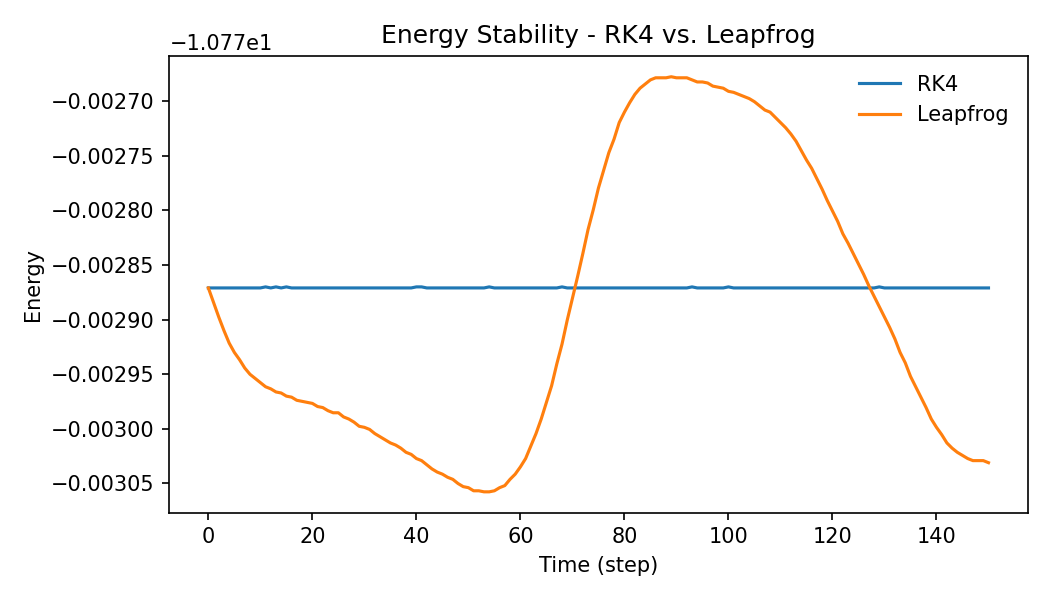 Energy Stability - RK4 vs. Leapfrog
−1.077e1
RK4
Leapfrog
−0.00270
−0.00275
−0.00280
−0.00285
−0.00290
−0.00295
−0.00300
−0.00305
Energy
0 20 40 60 80 100 120 140
Time (step)